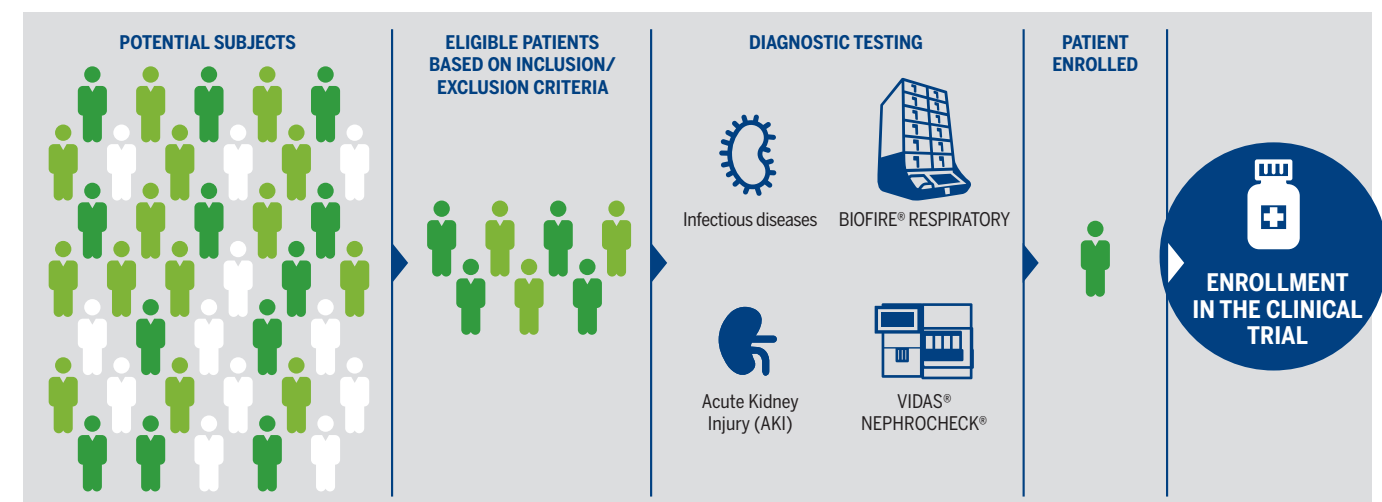 POTENTIAL SUBJECTS
ELIGIBLE PATIENTS
BASED ON INCLUSION/
EXCLUSION CRITERIA
DIAGNOSTIC TESTING
PATIENT
ENROLLED
Infectious diseases
BIOFIRE® RESPIRATORY
Acute Kidney
Injury (AKI)
VIDAS®
NEPHROCHECK®
ENROLLMENT
IN THE CLINICAL
TRIAL